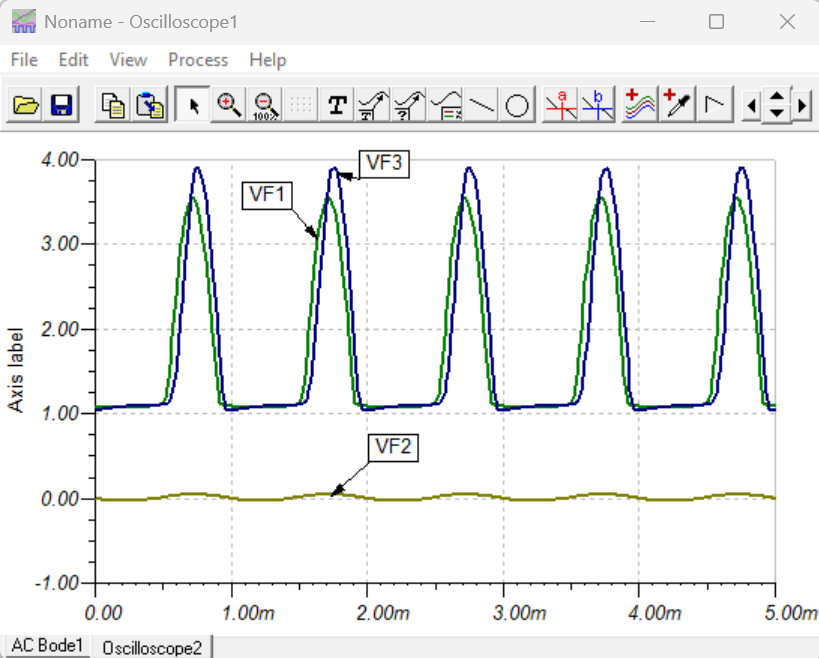 Noname - Oscilloscope1
File Edit View Process Help
100%
T
T
?
a
b
4.00
3.00
2.00
1.00
0.00
-1.00
Axis label
VF3
VF1
VF2
0.00 1.00m 2.00m 3.00m 4.00m 5.00m
AC Bode1 Oscilloscope2